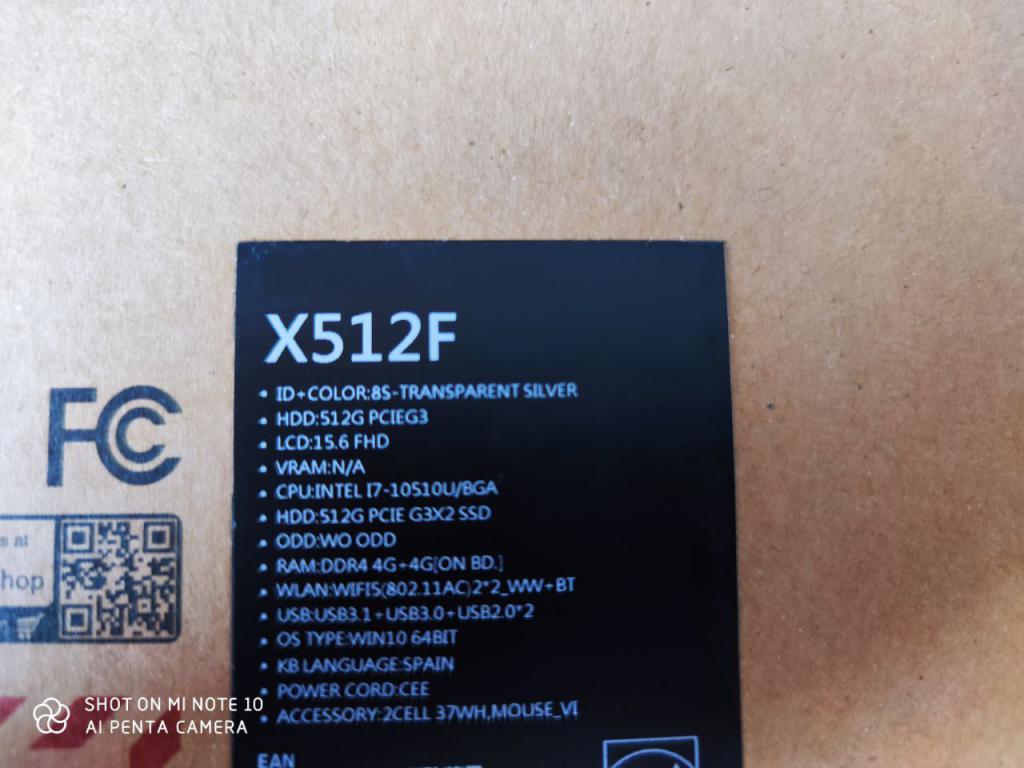 X512F
• ID+COLOR:8S-TRANSPARENT SILVER
• HDD:512G PCIEG3
• LCD:15.6 FHD
• VRAM:N/A
• CPU:INTEL I7-10510U/BGA
• HDD:512G PCIE G3X2 SSD
• ODD:WO ODD
• RAM:DDR4 4G+4G[ON BD.]
• WLAN:WIFI5(802.11AC)2*2_WW+BT
• USB:USB3.1+USB3.0+USB2.0*2
• OS TYPE:WIN10 64BIT
• KB LANGUAGE:SPAIN
• POWER CORD:CEE
• ACCESSORY:2CELL 37WH,MOUSE_VI
EAN
FC
s at
hop
SHOT ON MI NOTE 10
AI PENTA CAMERA